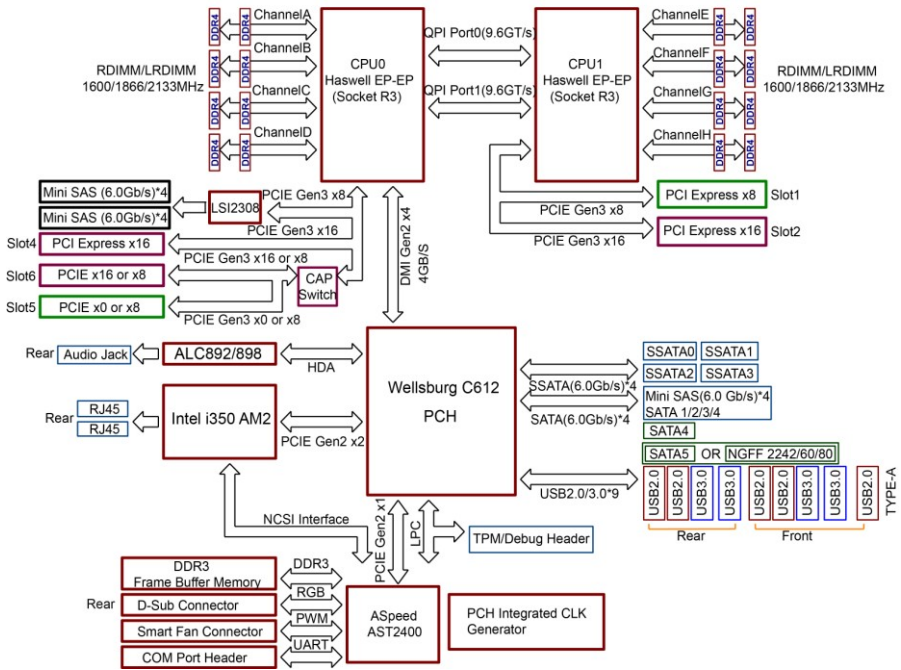 ChannelA
DDR4
DDR4
ChannelB
DDR4
DDR4
RDIMM/LRDIMM
1600/1866/2133MHz
ChannelC
DDR4
DDR4
ChannelD
DDR4
DDR4
CPU0
Haswell EP-EP
(Socket R3)
QPI Port0(9.6GT/s)
QPI Port1(9.6GT/s)
CPU1
Haswell EP-EP
(Socket R3)
ChannelE
DDR4
DDR4
ChannelF
DDR4
DDR4
ChannelG
DDR4
DDR4
ChannelH
DDR4
DDR4
RDIMM/LRDIMM
1600/1866/2133MHz
Mini SAS (6.0Gb/s)*4
Mini SAS (6.0Gb/s)*4
LSI2308
PCIE Gen3 x8
PCIE Gen3 x16
Slot4
PCI Express x16
PCIE Gen3 x16 or x8
Slot6
PCIE x16 or x8
CAP
Switch
Slot5
PCIE x0 or x8
PCIE Gen3 x0 or x8
DMI Gen2 x4
4GB/S
PCI Express x8
Slot1
PCIE Gen3 x8
PCI Express x16
Slot2
PCIE Gen3 x16
Rear
Audio Jack
ALC892/898
HDA
Rear
RJ45
RJ45
Intel i350 AM2
PCIE Gen2 x2
Wellsburg C612
PCH
SSATA0
SSATA1
SSATA2
SSATA3
SSATA(6.0Gb/s)*4
Mini SAS(6.0 Gb/s)*4
SATA 1/2/3/4
SATA(6.0Gb/s)*4
SATA4
SATA5
OR
NGFF 2242/60/80
USB2.0/3.0*9
USB2.0
USB2.0
USB3.0
USB3.0
USB2.0
USB2.0
USB3.0
USB3.0
USB2.0
TYPE-A
Rear
Front
NCSI Interface
PCIE Gen2 x1
LPC
TPM/Debug Header
DDR3
Frame Buffer Memory
DDR3
Rear
D-Sub Connector
RGB
Smart Fan Connector
PWM
COM Port Header
UART
ASpeed
AST2400
PCH Integrated CLK
Generator